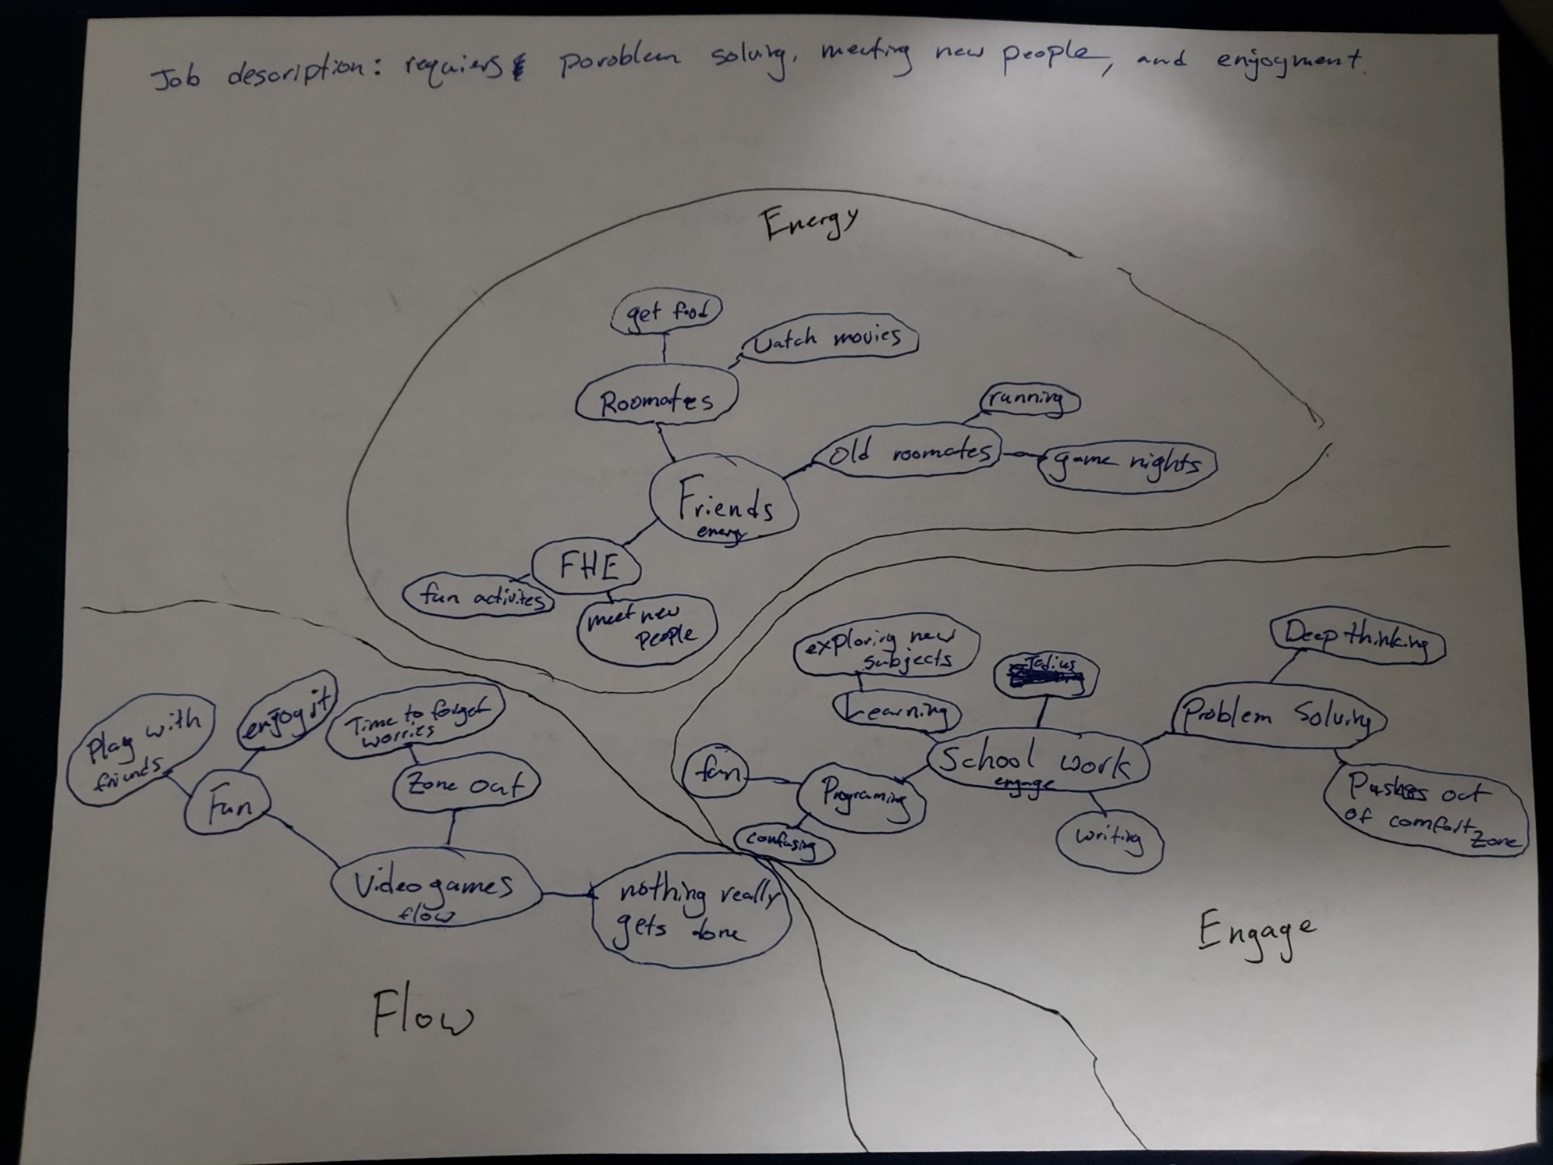 Job description: requiers poroblem solving, meeting new people, and enjoyment.
Energy
get food
watch movies
Roomates
running
Old roomates
game nights
Friends
energy
FHE
fun activites
meet new
people
exploring new
subjects
Learning
Deep thinking
Problem Solving
School work
engage
fun
Programing
confusing
writing
Pushes out
of comfort
zone
Engage
Play with
friends
enjoy it
Time to forget
worries
Zone out
Fun
Video games
flow
nothing really
gets done
Flow